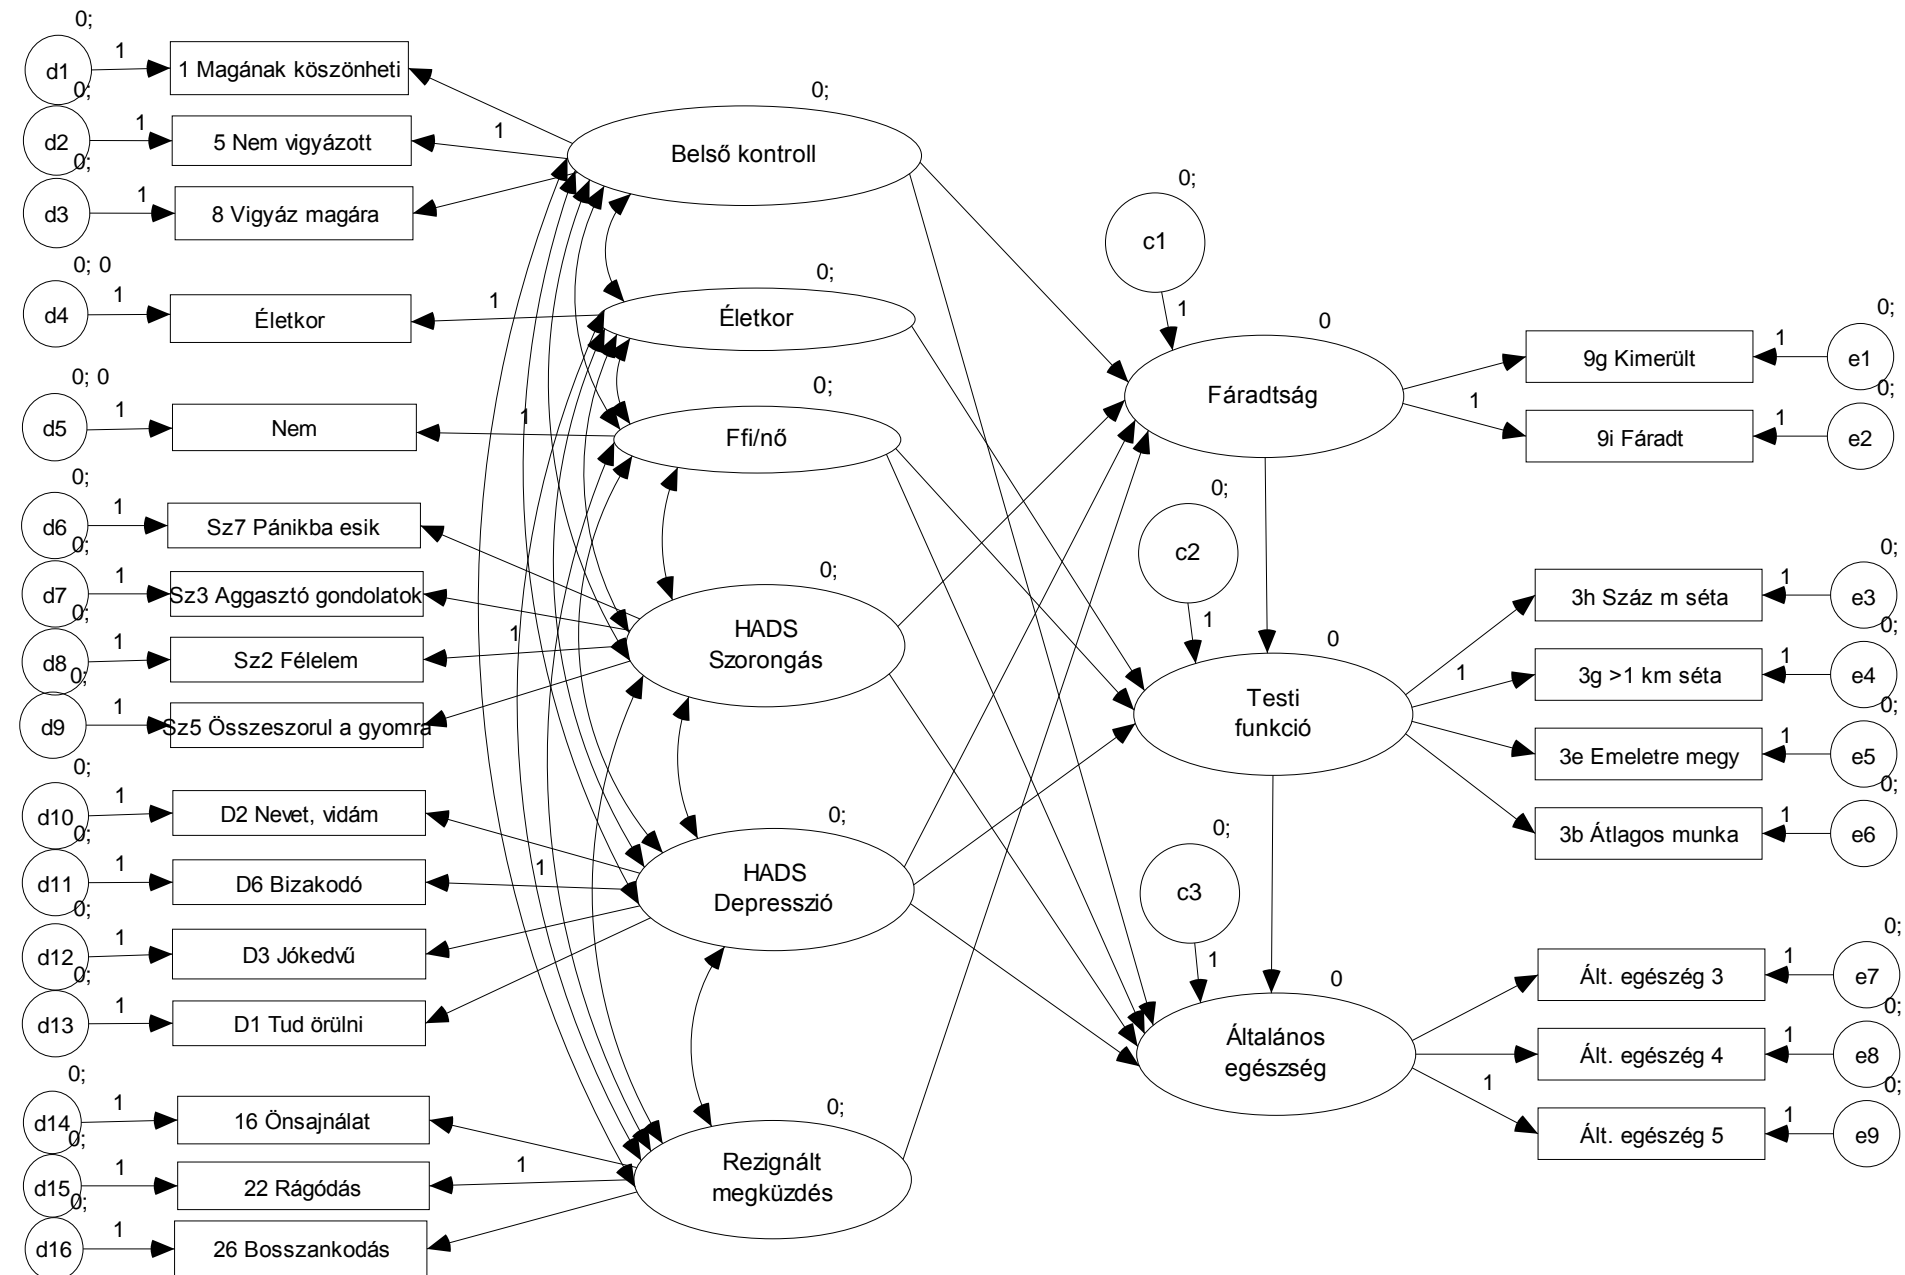 0;
d1
1
1 Magának köszönheti
0;
d2
1
5 Nem vigyázott
0;
d3
1
8 Vigyáz magára
0; 0
d4
1
Életkor
0; 0
d5
1
Nem
0;
d6
1
Sz7 Pánikba esik
0;
d7
1
Sz3 Aggasztó gondolatok
0;
d8
1
Sz2 Félelem
0;
d9
1
Sz5 Összeszorul a gyomra
0;
d10
1
D2 Nevet, vidám
0;
d11
1
D6 Bizakodó
0;
d12
1
D3 Jókedvű
0;
d13
1
D1 Tud örülni
0;
d14
1
16 Önsajnálat
0;
d15
1
22 Rágódás
0;
d16
1
26 Bosszankodás
1
1
1
1
1
1
0;
Belső kontroll
0;
Életkor
0;
Ffi/nő
0;
HADS
Szorongás
0;
HADS
Depresszió
0;
Rezignált
megküzdés
0;
c1
1
0
Fáradtság
0;
c2
1
0
Testi
funkció
0;
c3
1
0
Általános
egészség
1
1
1
9g Kimerült
1
0;
e1
9i Fáradt
1
0;
e2
3h Száz m séta
1
0;
e3
3g >1 km séta
1
0;
e4
3e Emeletre megy
1
0;
e5
3b Átlagos munka
1
0;
e6
Ált. egészég 3
1
0;
e7
Ált. egészég 4
1
0;
e8
Ált. egészég 5
1
0;
e9